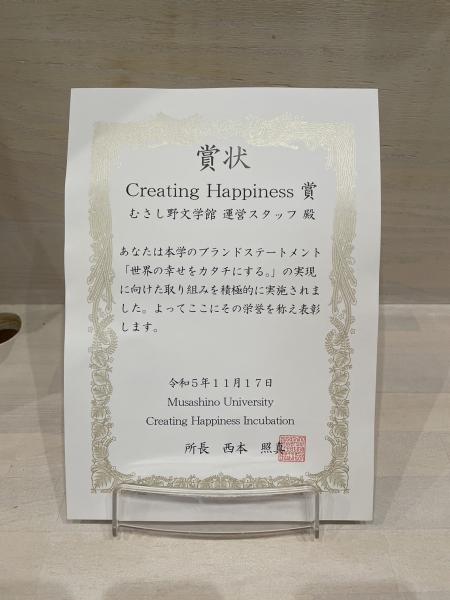 賞状
Creating Happiness 賞
むさし野文学館 運営スタッフ 殿
あなたは本学のブランドステートメント
「世界の幸せをカタチにする。」の実現
に向けた取り組みを積極的に実施されま
した。よってここにその栄誉を称え表彰
します。
令和5年11月17日
Musashino University
Creating Happiness Incubation
所長 西本 照真